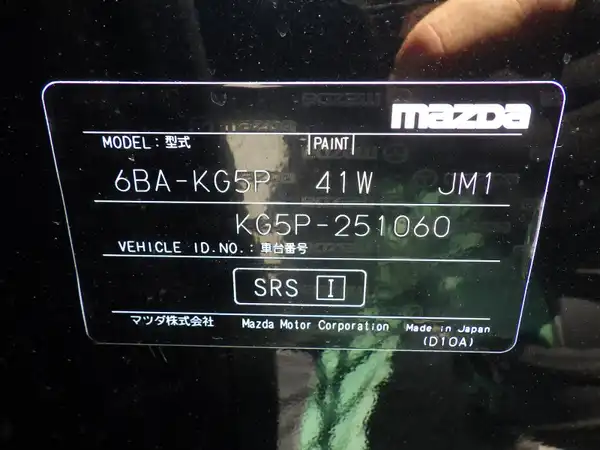 mazda
MODEL : 型式 PAINT
6BA-KG5P 41W JM1
KG5P-251060
VEHICLE ID.NO. : 車台番号
SRS I
マツダ株式会社 Mazda Motor Corporation Made in Japan
(D10A)